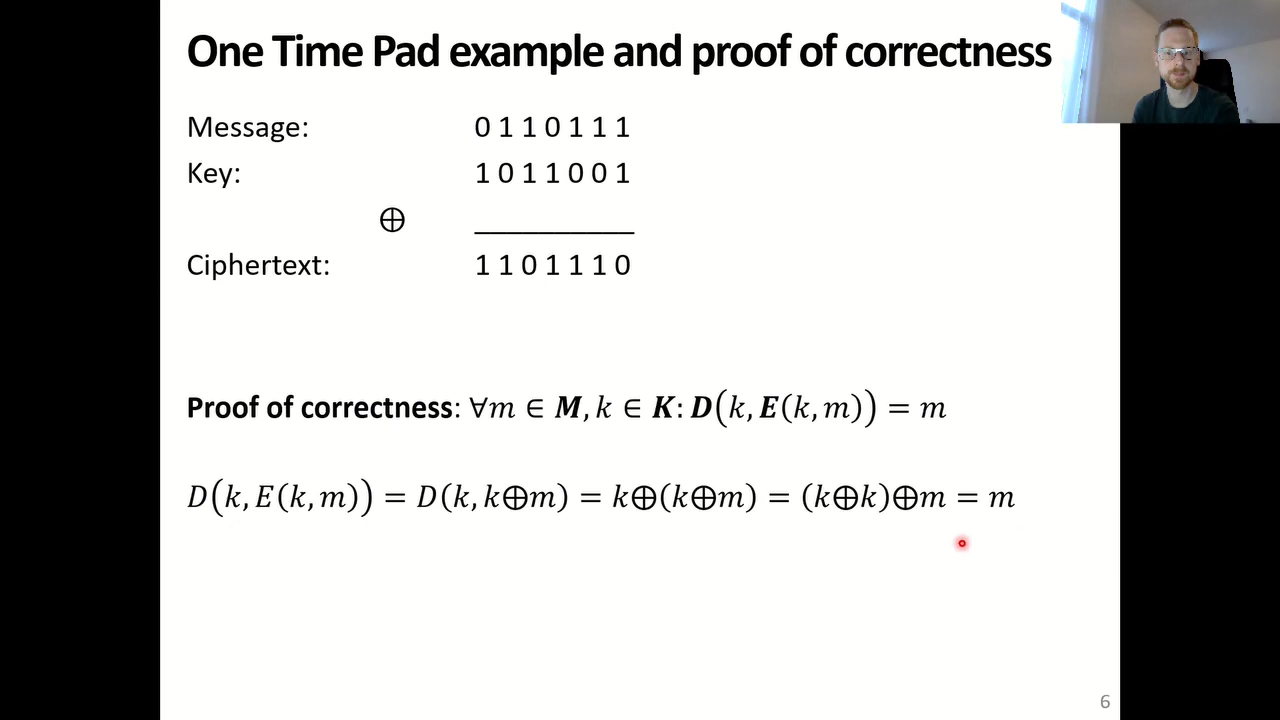 One Time Pad example and proof of correctness
Message: 0 1 1 0 1 1 1
Key: 1 0 1 1 0 0 1
⊕ __________
Ciphertext: 1 1 0 1 1 1 0
Proof of correctness: ∀m ∈ M, k ∈ K: D(k, E(k, m)) = m
D(k, E(k, m)) = D(k, k⊕m) = k⊕(k⊕m) = (k⊕k)⊕m = m
6